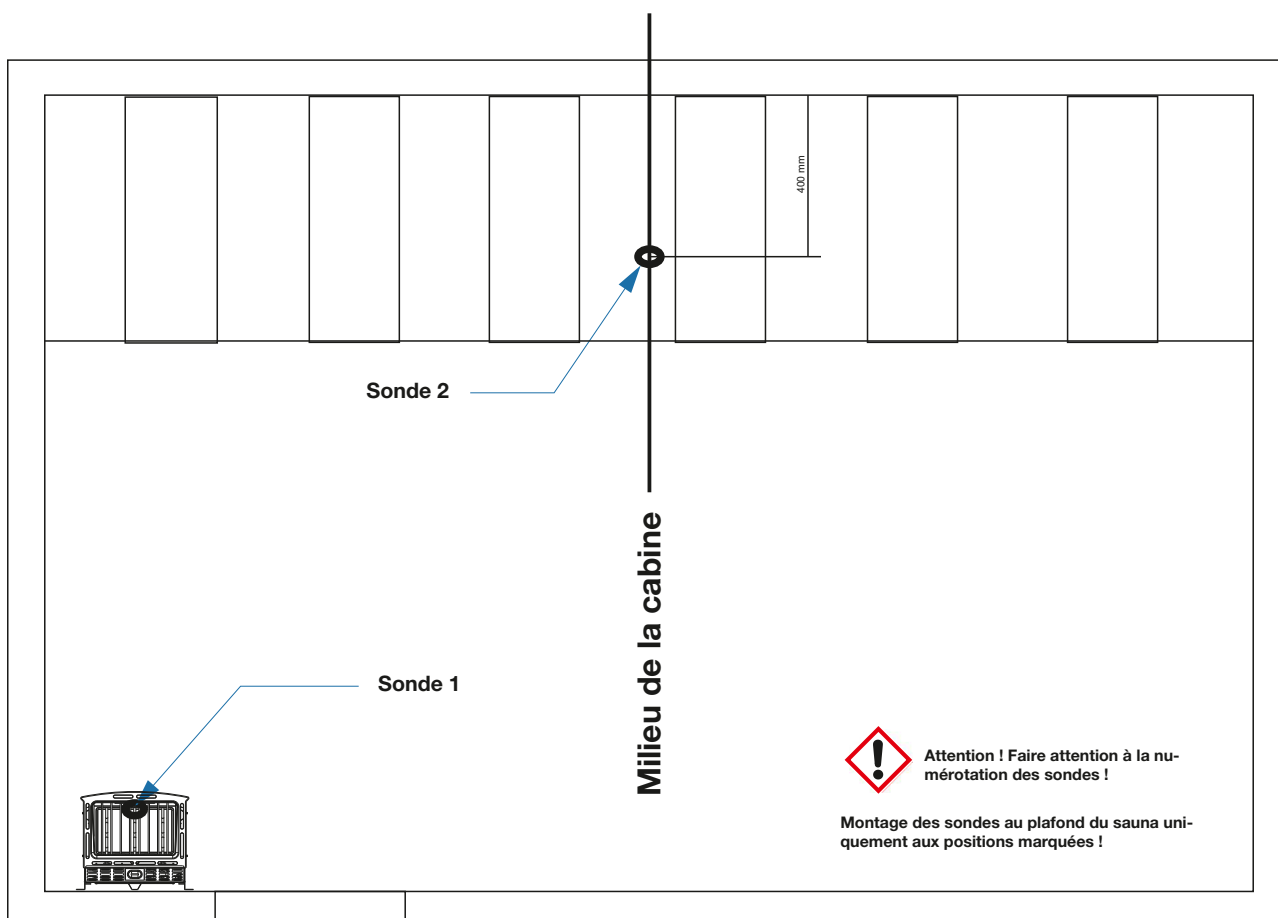 400 mm
Sonde 2
Milieu de la cabine
Sonde 1
Attention ! Faire attention à la nu-
mérotation des sondes !
Montage des sondes au plafond du sauna uni-
quement aux positions marquées !